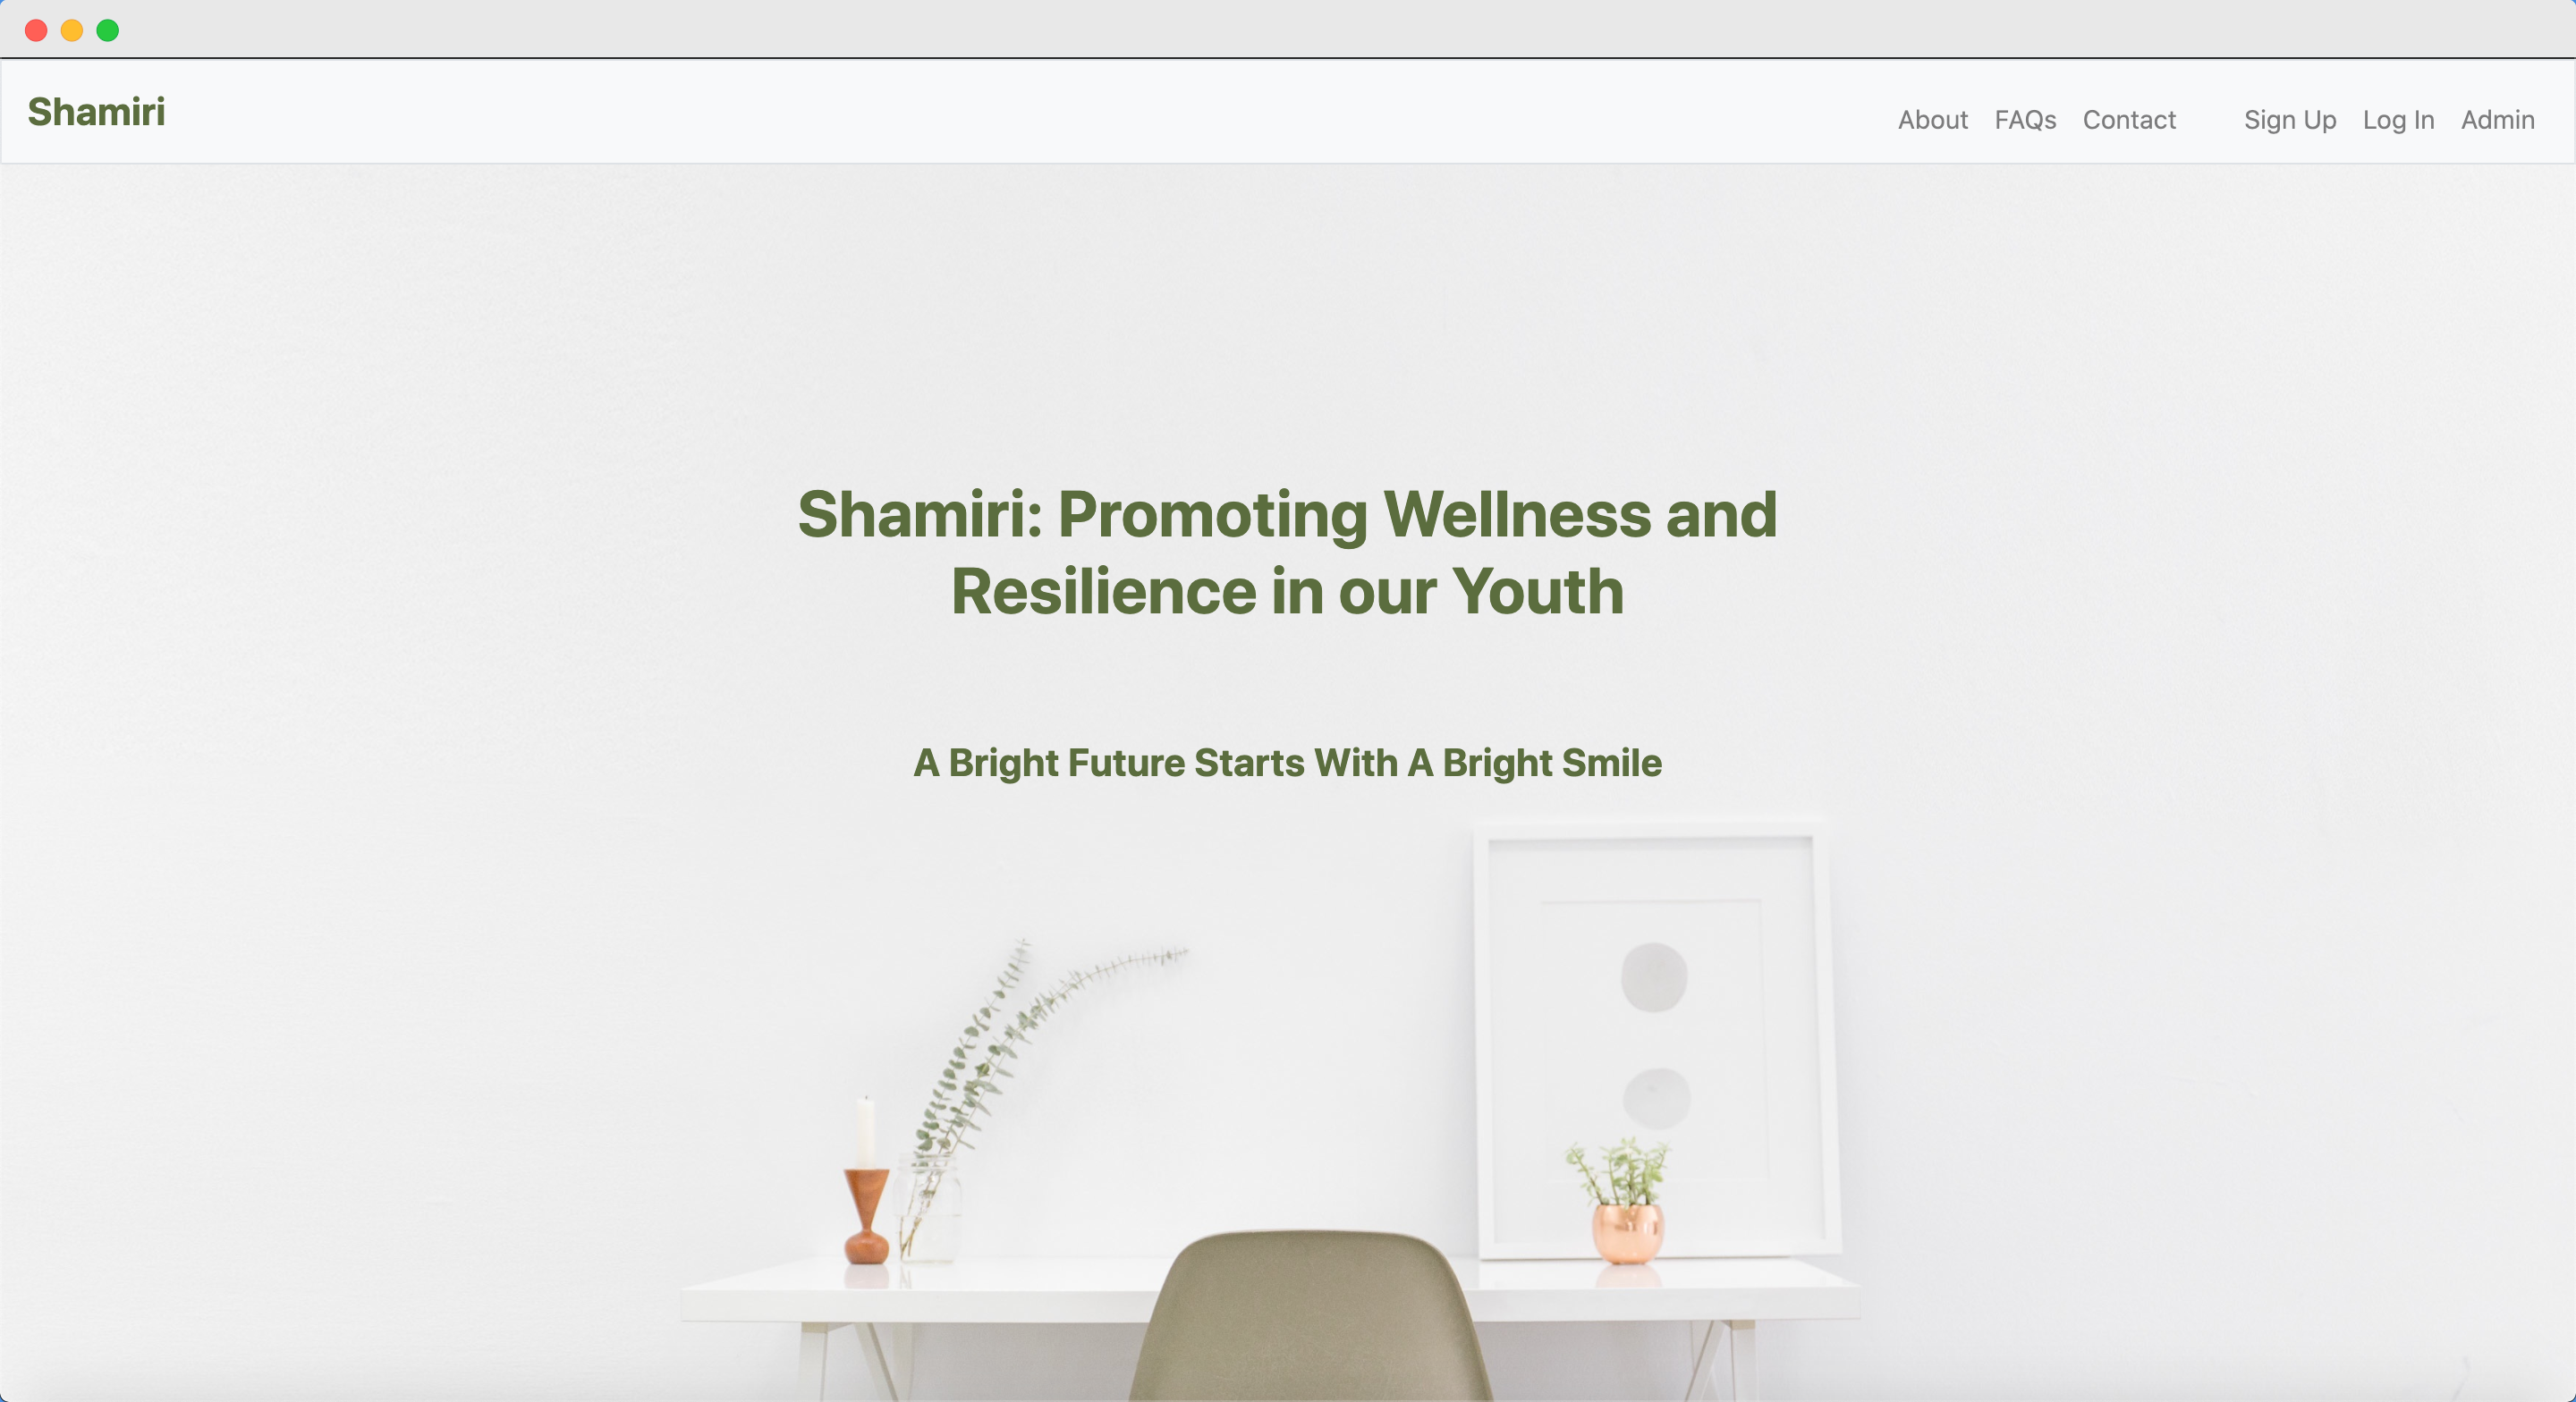 Shamiri
About FAQs Contact Sign Up Log In Admin
Shamiri: Promoting Wellness and
Resilience in our Youth
A Bright Future Starts With A Bright Smile